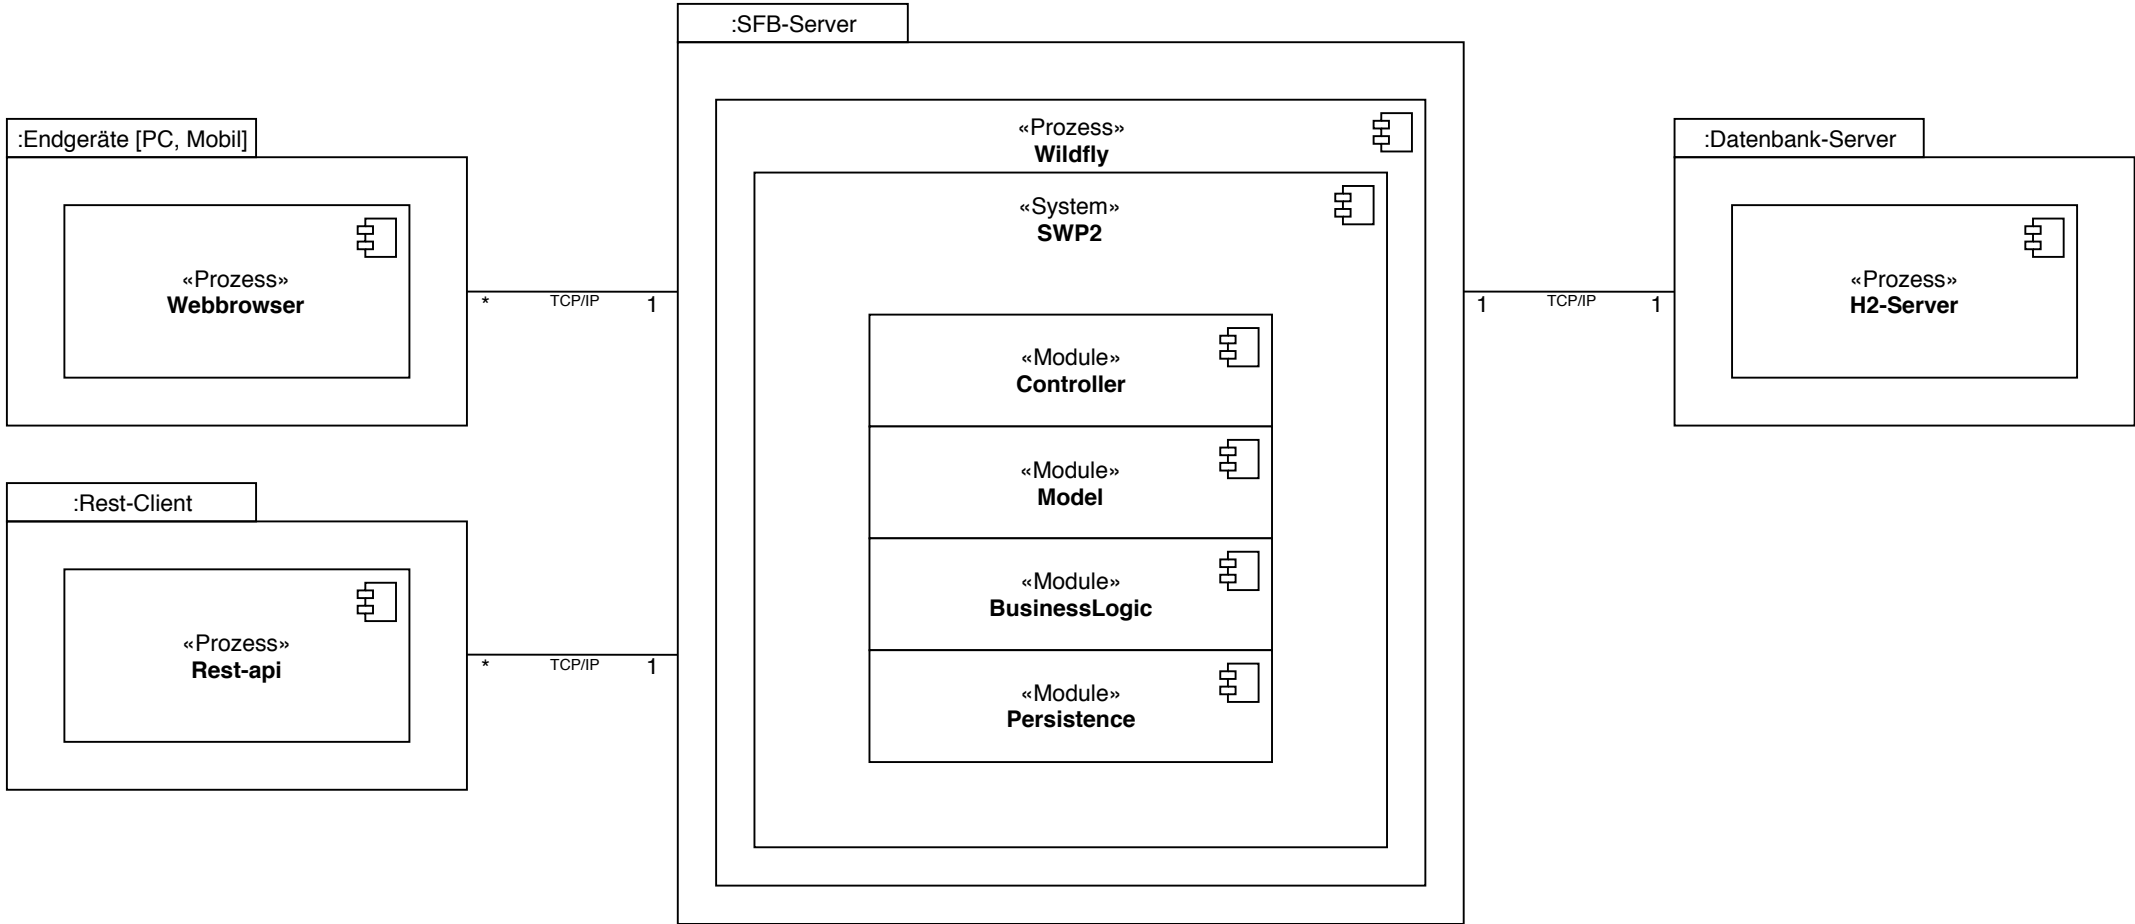 :SFB-Server
:Endgeräte [PC, Mobil]
«Prozess»
Webbrowser
* TCP/IP 1
:Rest-Client
«Prozess»
Rest-api
* TCP/IP 1
«Prozess»
Wildfly
«System»
SWP2
«Module»
Controller
«Module»
Model
«Module»
BusinessLogic
«Module»
Persistence
1 TCP/IP 1
:Datenbank-Server
«Prozess»
H2-Server